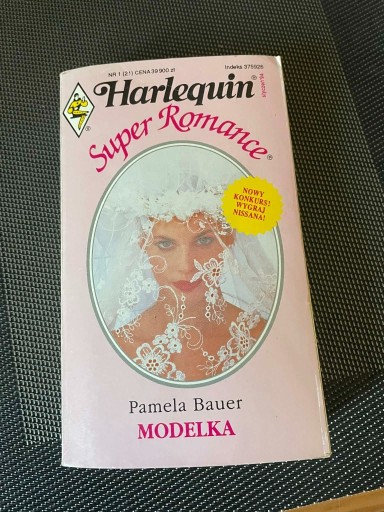 NR 1 (21) CENA 39 900 zł
Indeks 375926
Harlequin®
Super Romance®
NOWY
KONKURS!
WYGRAJ
NISSANA!
Pamela Bauer
MODELKA